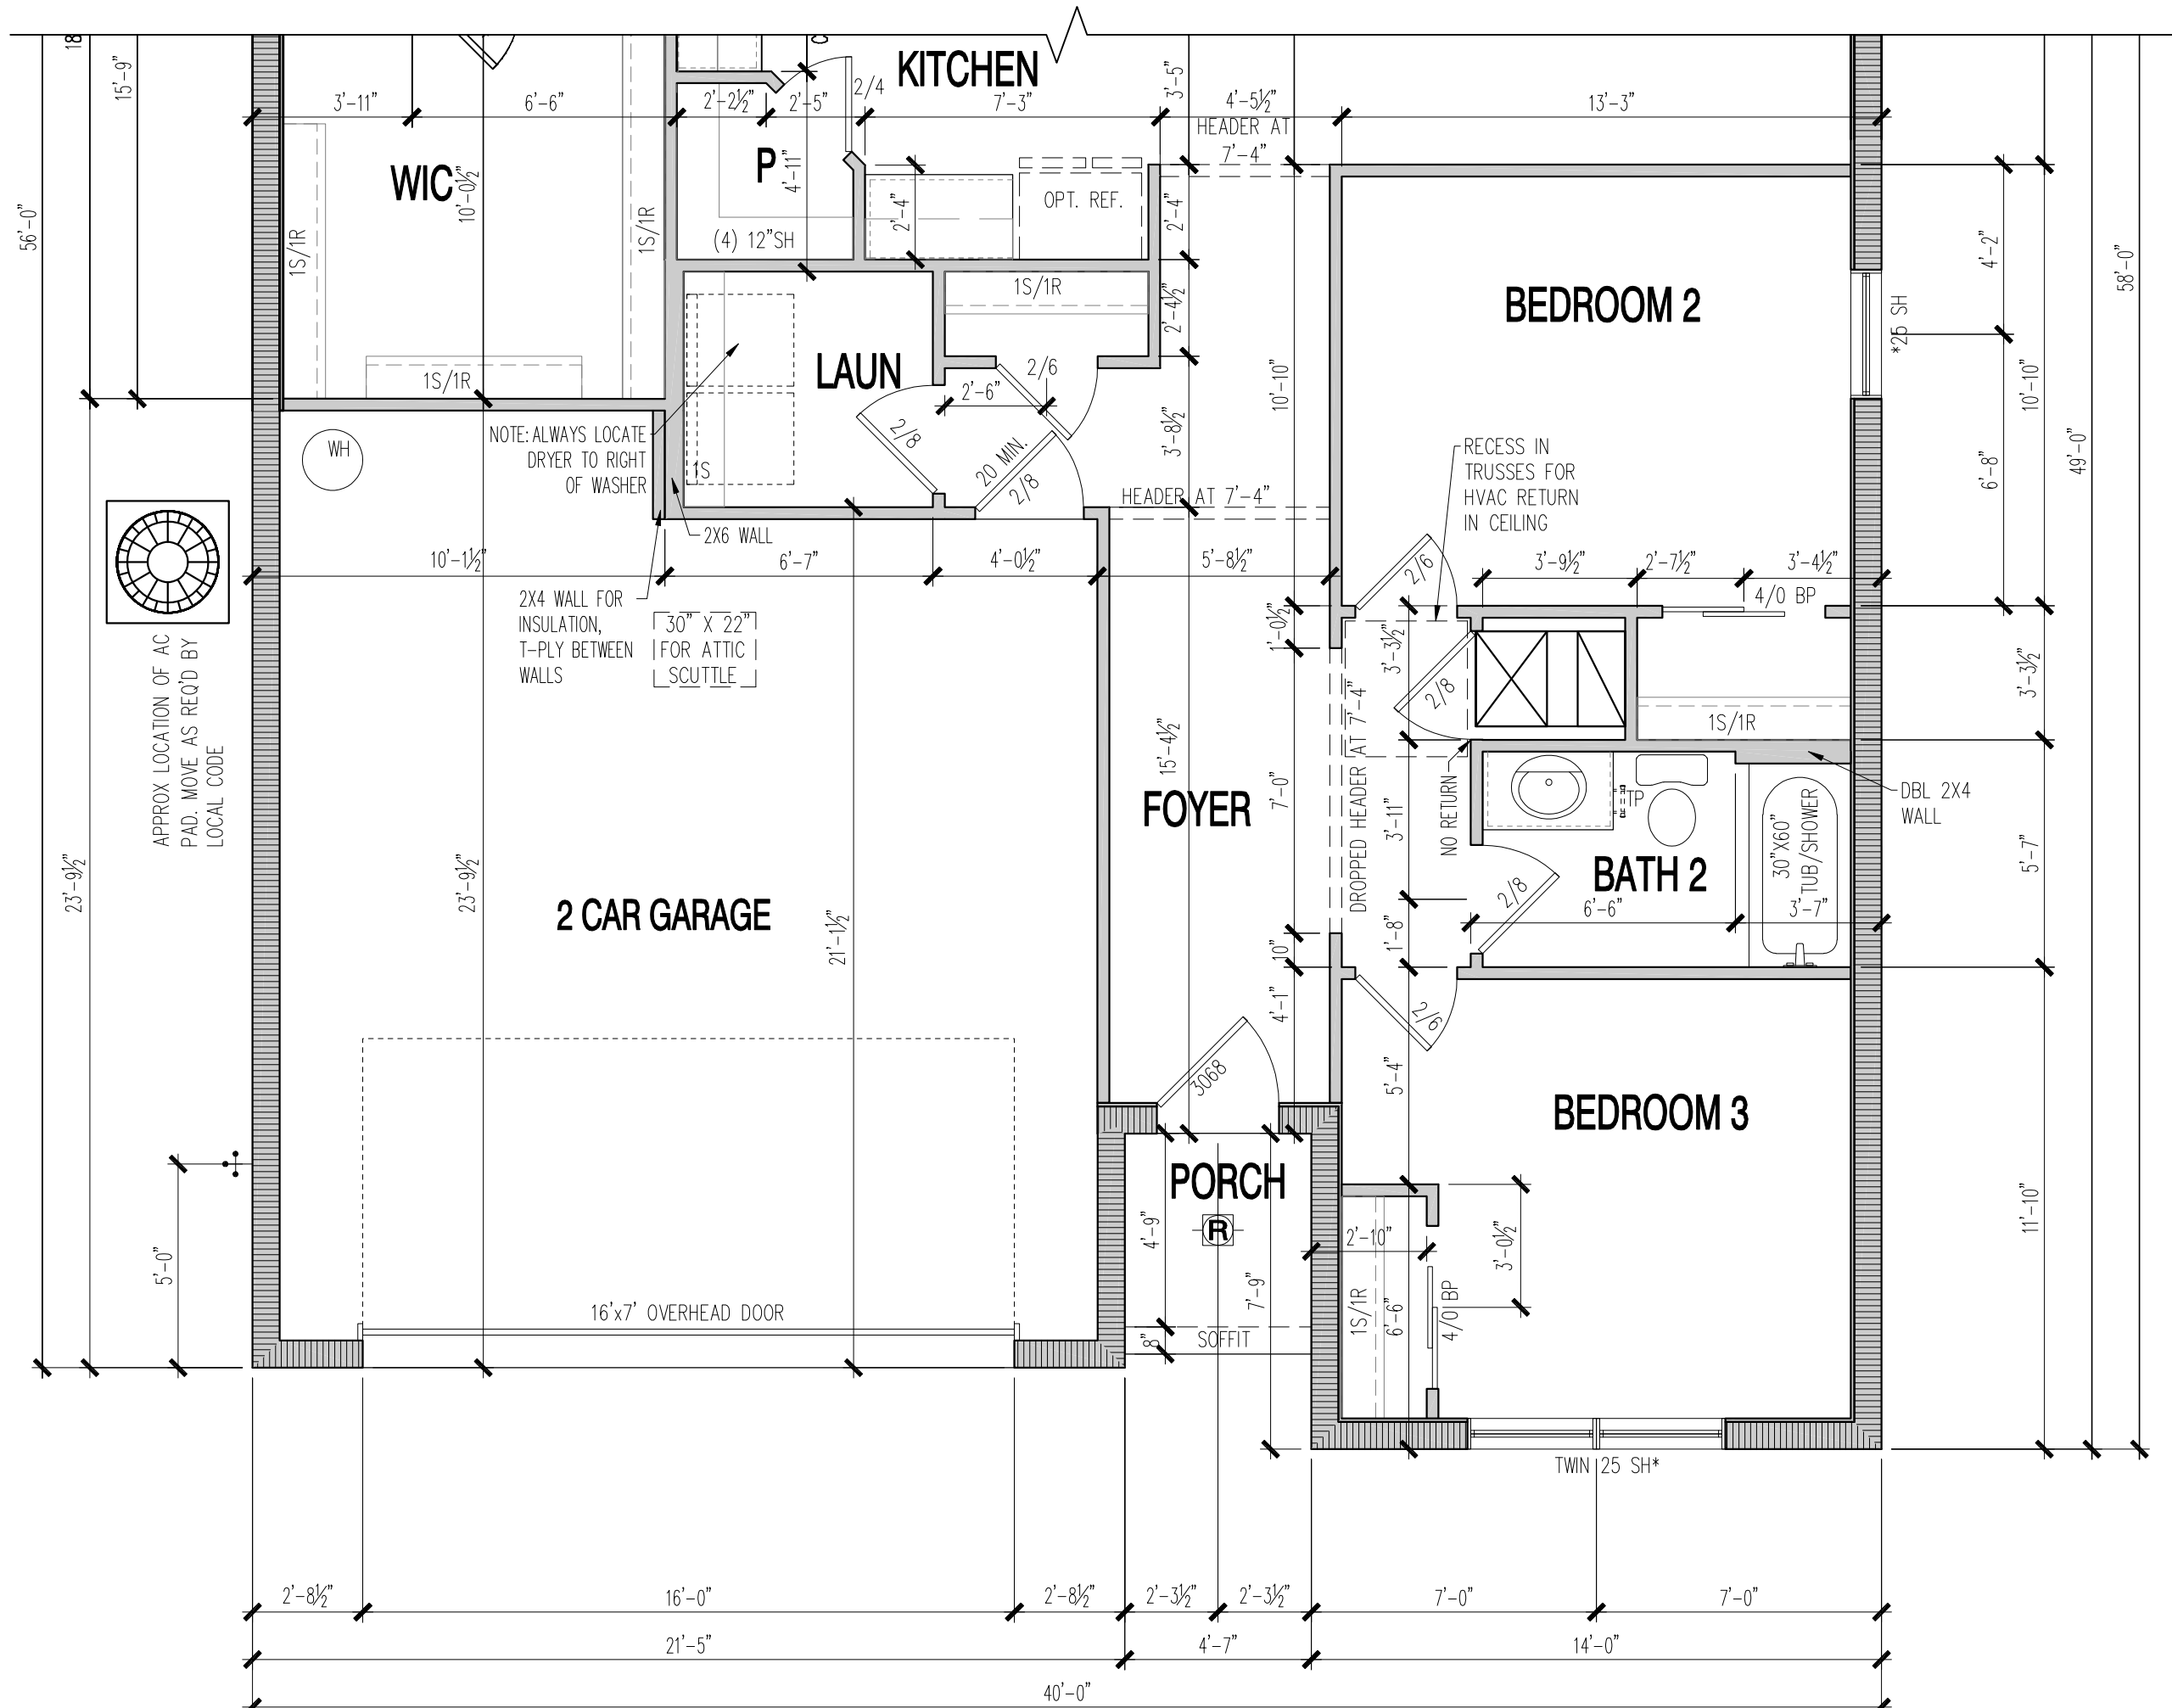 KITCHEN
18
15'-9"
56'-0"
3'-11"
6'-6"
2'-2½"
2'-5"
2/4
7'-3"
3'-5"
4'-5½"
HEADER AT
7'-4"
13'-3"
WIC
10'-0½"
1S/1R
1S/1R
1S/1R
P
4'-11"
(4) 12"SH
2'-4"
OPT. REF.
2'-4"
BEDROOM 2
4'-2"
*25 SH
58'-0"
49'-0"
10'-10"
10'-10"
6'-8"
1S/1R
2'-4½"
LAUN
2/6
2'-6"
3'-8½"
2/8
20 MIN.
2/8
1S
WH
NOTE: ALWAYS LOCATE
DRYER TO RIGHT
OF WASHER
2X6 WALL
HEADER AT 7'-4"
RECESS IN
TRUSSES FOR
HVAC RETURN
IN CEILING
10'-1½"
6'-7"
4'-0½"
5'-8½"
2/6
3'-9½"
2'-7½"
3'-4½"
4/0 BP
2X4 WALL FOR
INSULATION,
T-PLY BETWEEN
WALLS
30" X 22"
FOR ATTIC
SCUTTLE
APPROX LOCATION OF AC
PAD. MOVE AS REQ'D BY
LOCAL CODE
1'-0½"
3'-3½"
2/8
3'-3½"
1S/1R
DROPPED HEADER AT 7'-4"
NO RETURN
15'-4½"
7'-0"
3'-11"
FOYER
TP
BATH 2
30"X60"
TUB/SHOWER
DBL 2X4
WALL
5'-7"
23'-9½"
23'-9½"
21'-1½"
2 CAR GARAGE
2/8
6'-6"
3'-7"
1'-8"
10"
4'-1"
2/6
5'-4"
3068
BEDROOM 3
11'-10"
PORCH
R
4'-9"
7'-9"
8"
SOFFIT
2'-10"
3'-0½"
1S/1R
6'-6"
4/0 BP
5'-0"
16'x7' OVERHEAD DOOR
TWIN 25 SH*
2'-8½"
16'-0"
2'-8½"
2'-3½"
2'-3½"
7'-0"
7'-0"
21'-5"
4'-7"
14'-0"
40'-0"